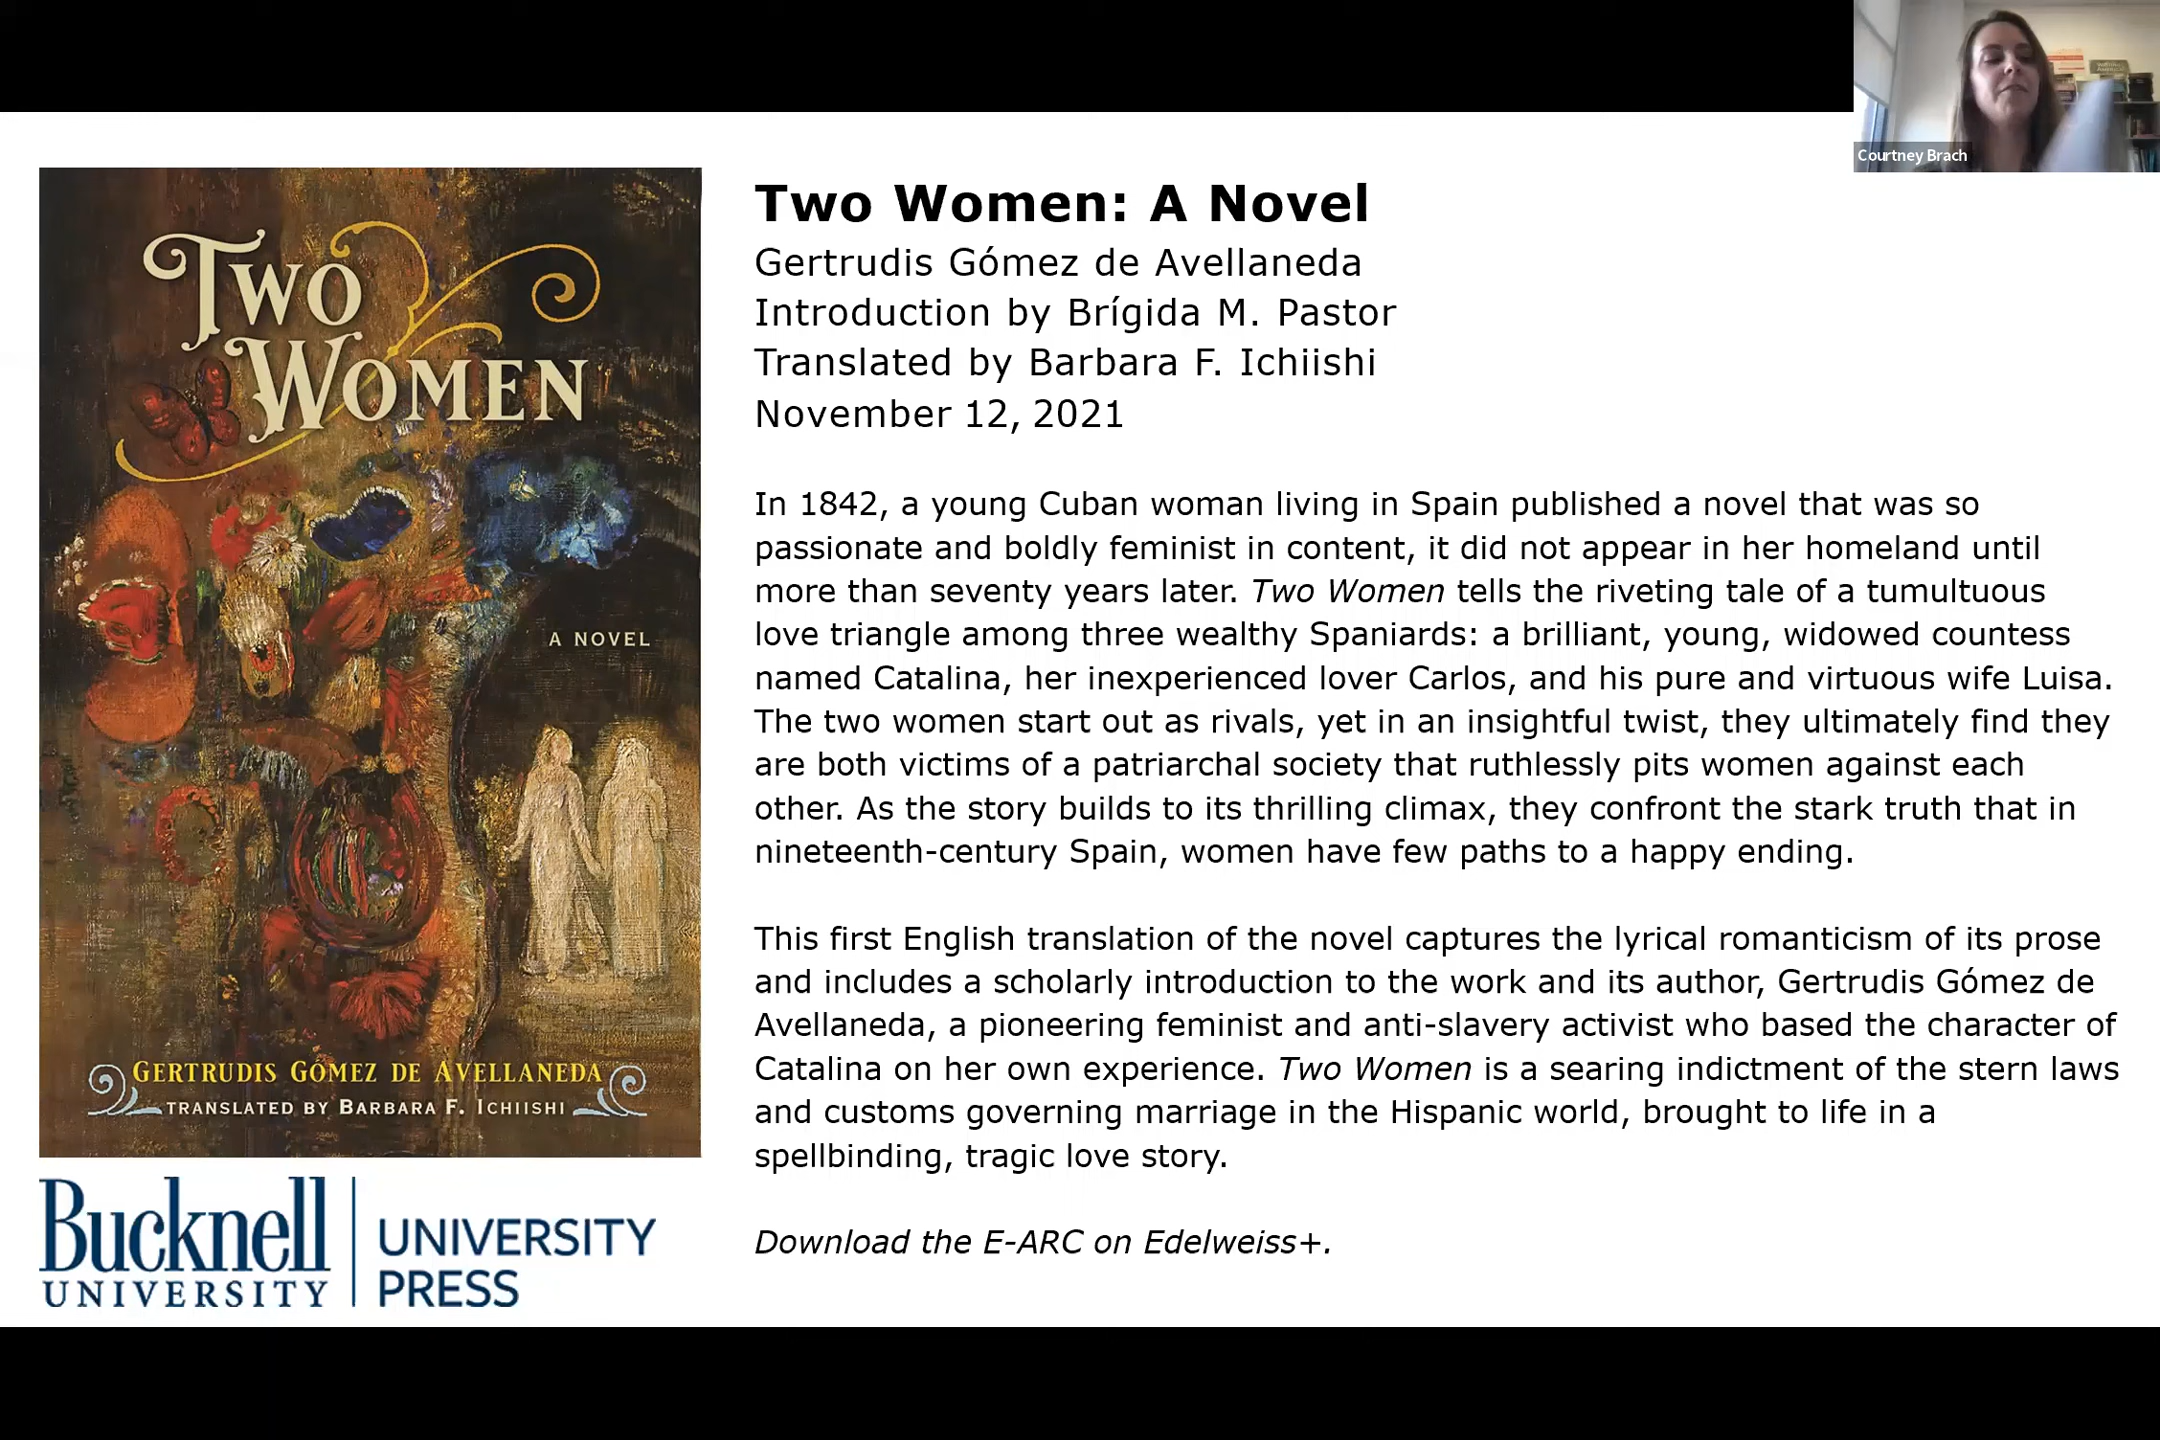 Courtney Brach
TWO
WOMEN
A NOVEL
GERTRUDIS GÓMEZ DE AVELLANEDA
TRANSLATED BY BARBARA F. ICHIISHI
Bucknell
UNIVERSITY
UNIVERSITY
PRESS
Two Women: A Novel
Gertrudis Gómez de Avellaneda
Introduction by Brígida M. Pastor
Translated by Barbara F. Ichiishi
November 12, 2021
In 1842, a young Cuban woman living in Spain published a novel that was so
passionate and boldly feminist in content, it did not appear in her homeland until
more than seventy years later. Two Women tells the riveting tale of a tumultuous
love triangle among three wealthy Spaniards: a brilliant, young, widowed countess
named Catalina, her inexperienced lover Carlos, and his pure and virtuous wife Luisa.
The two women start out as rivals, yet in an insightful twist, they ultimately find they
are both victims of a patriarchal society that ruthlessly pits women against each
other. As the story builds to its thrilling climax, they confront the stark truth that in
nineteenth-century Spain, women have few paths to a happy ending.
This first English translation of the novel captures the lyrical romanticism of its prose
and includes a scholarly introduction to the work and its author, Gertrudis Gómez de
Avellaneda, a pioneering feminist and anti-slavery activist who based the character of
Catalina on her own experience. Two Women is a searing indictment of the stern laws
and customs governing marriage in the Hispanic world, brought to life in a
spellbinding, tragic love story.
Download the E-ARC on Edelweiss+.